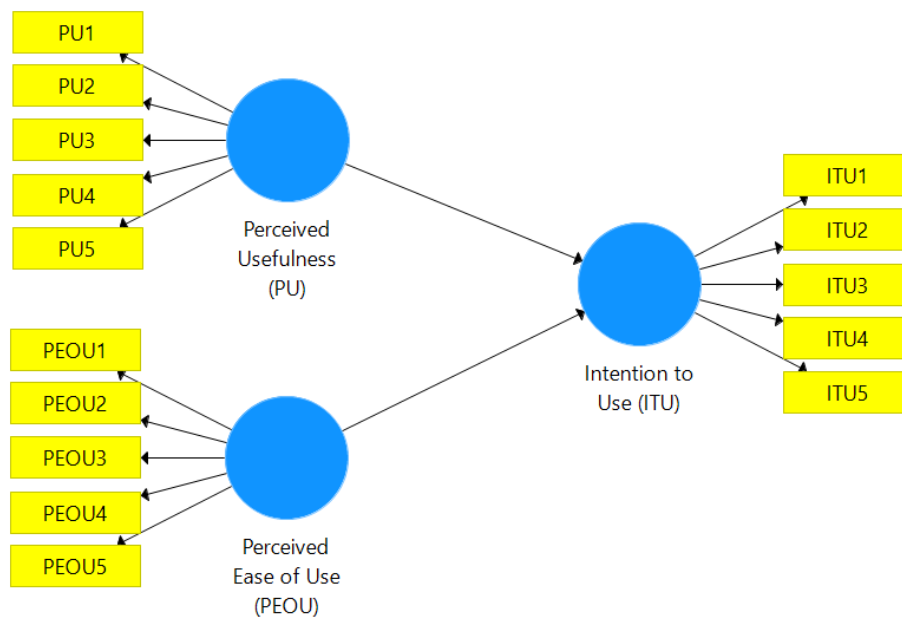 PU1
PU2
PU3
PU4
PU5
Perceived
Usefulness
(PU)
PEOU1
PEOU2
PEOU3
PEOU4
PEOU5
Perceived
Ease of Use
(PEOU)
Intention to
Use (ITU)
ITU1
ITU2
ITU3
ITU4
ITU5